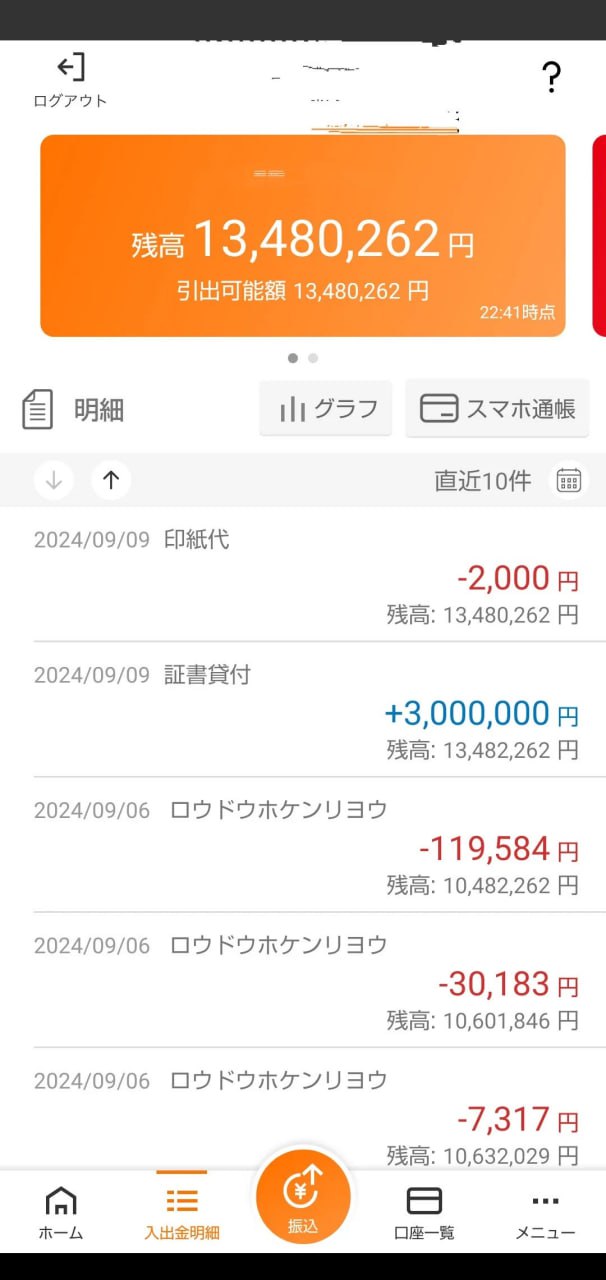 ログアウト
?
残高 13,480,262 円
引出可能額 13,480,262 円
22:41時点
明細
グラフ
スマホ通帳
直近10件
2024/09/09 印紙代
-2,000 円
残高: 13,480,262 円
2024/09/09 証書貸付
+3,000,000 円
残高: 13,482,262 円
2024/09/06 ロウドウホケンリヨウ
-119,584 円
残高: 10,482,262 円
2024/09/06 ロウドウホケンリヨウ
-30,183 円
残高: 10,601,846 円
2024/09/06 ロウドウホケンリヨウ
-7,317 円
残高: 10,632,029 円
ホーム
入出金明細
振込
口座一覧
メニュー